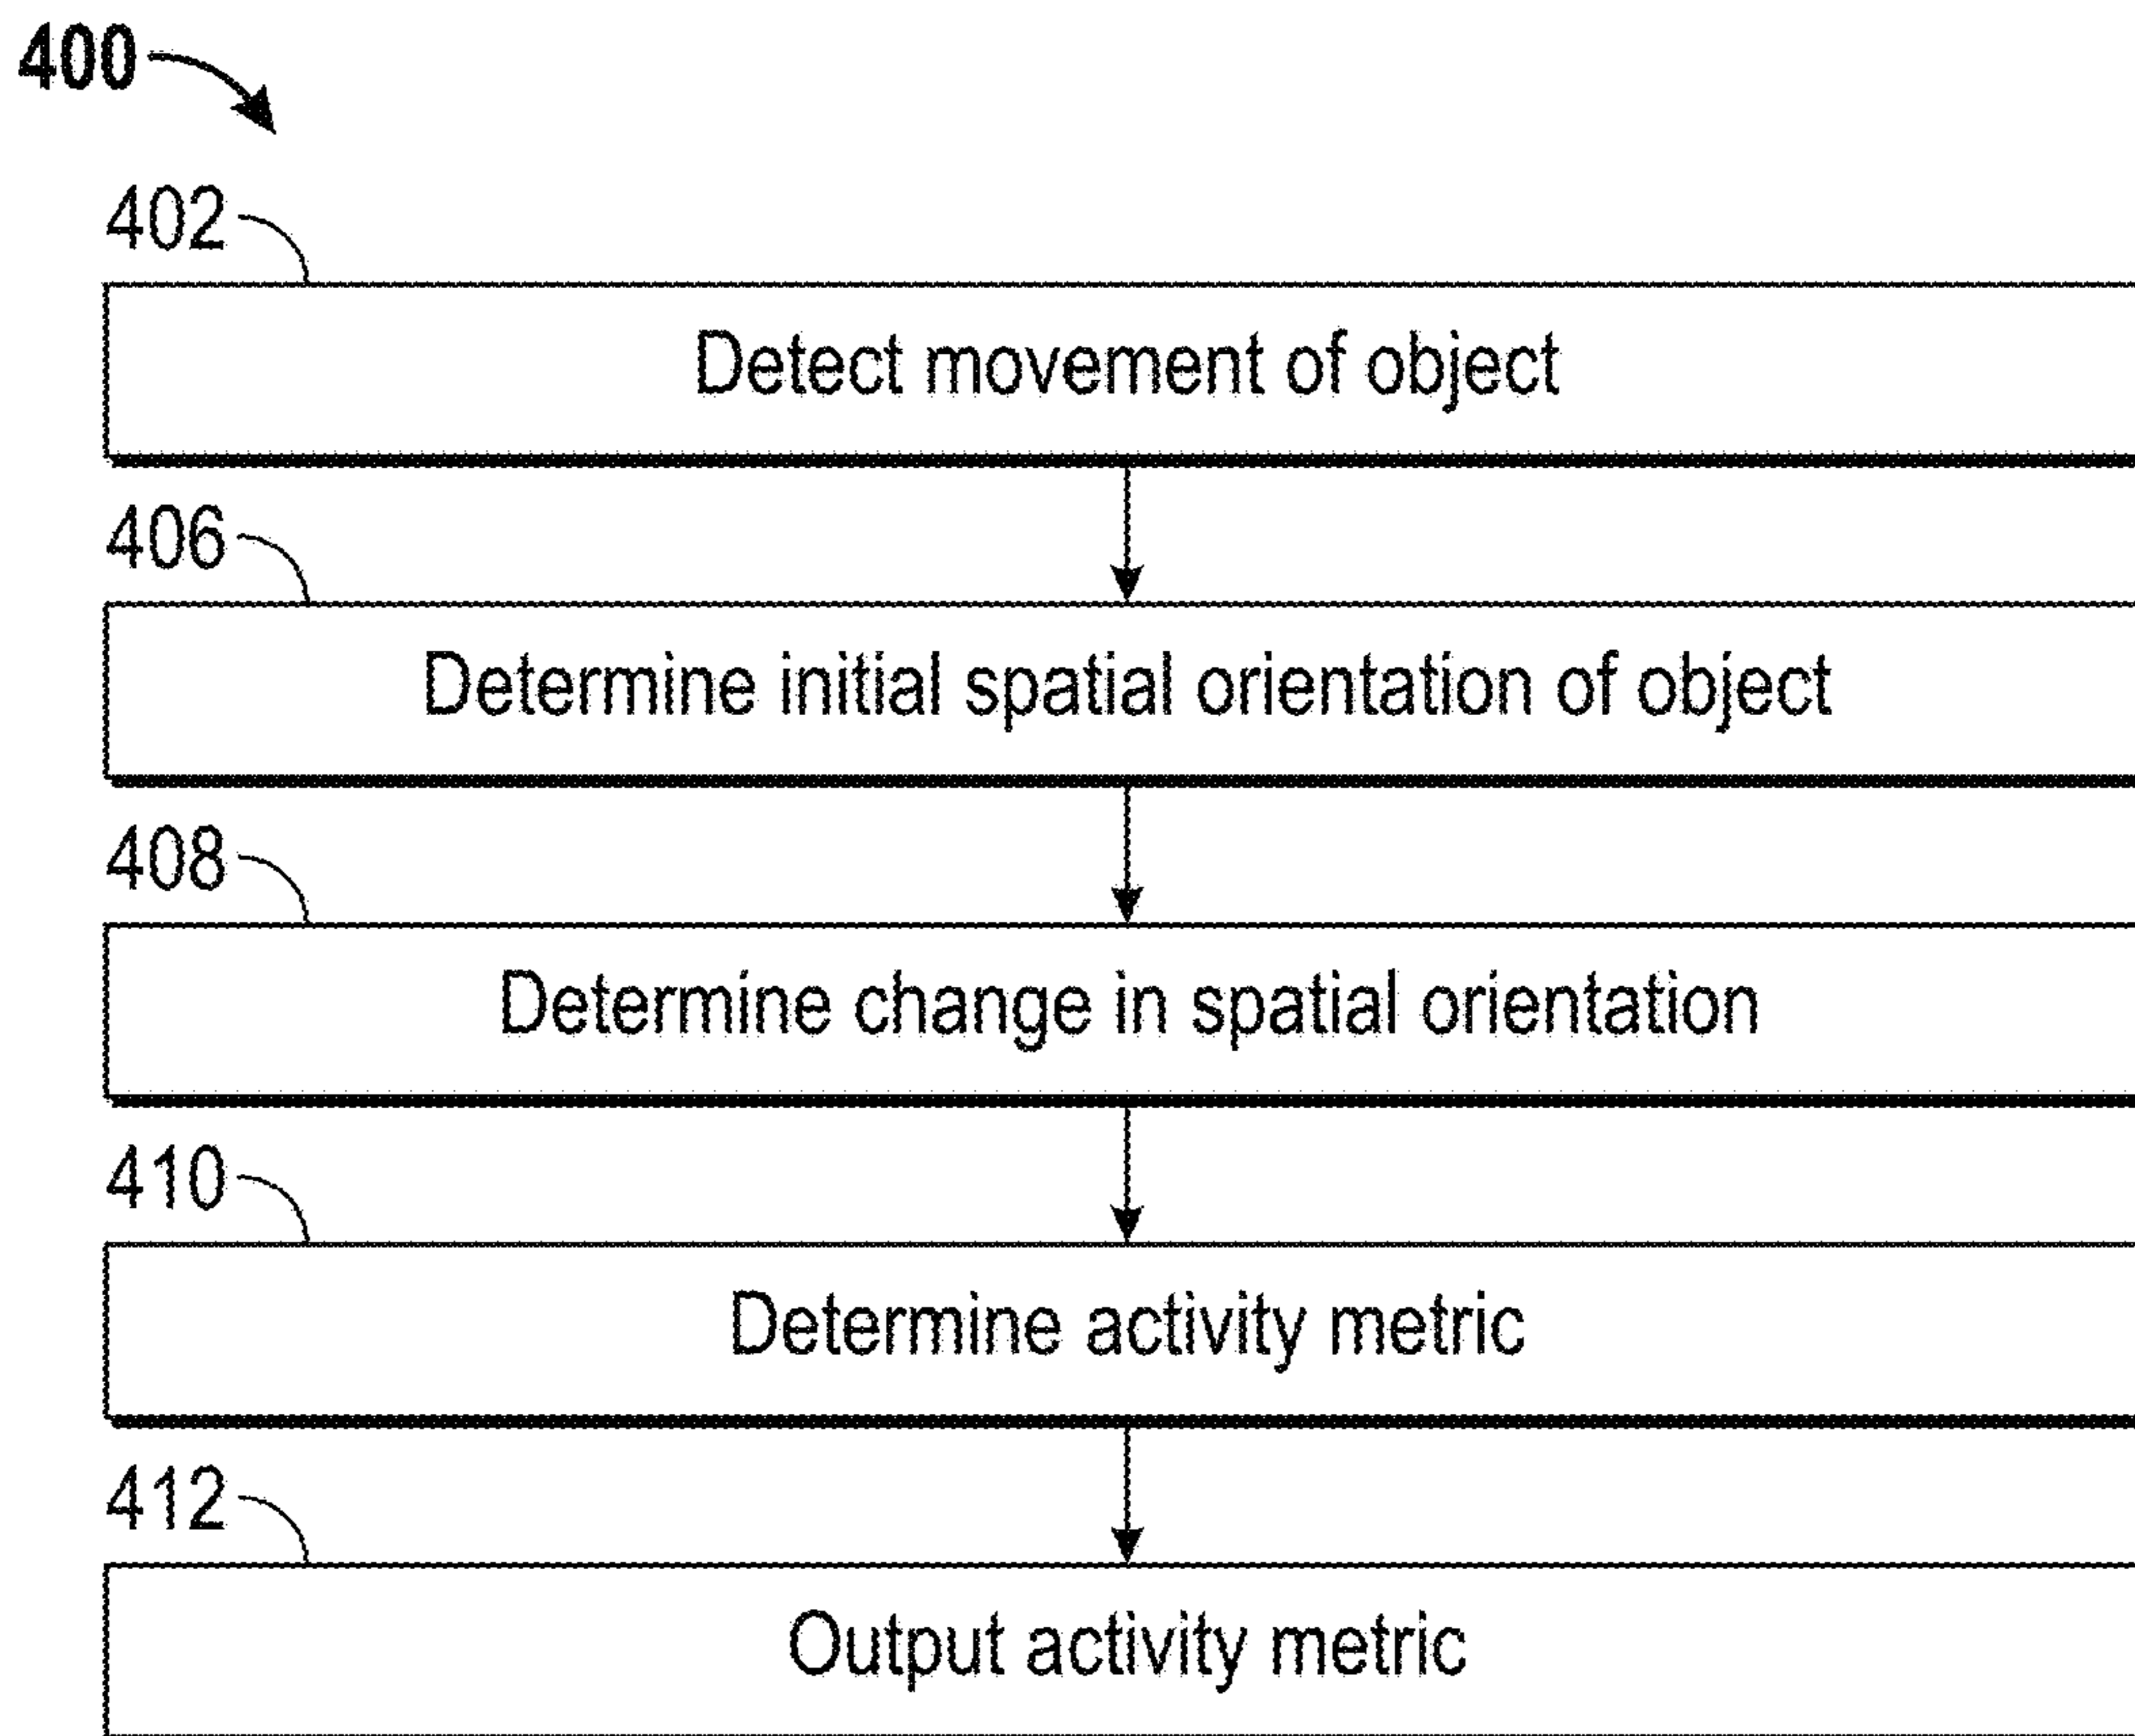 400
402
Detect movement of object
406
Determine initial spatial orientation of object
408
Determine change in spatial orientation
410
Determine activity metric
412
Output activity metric